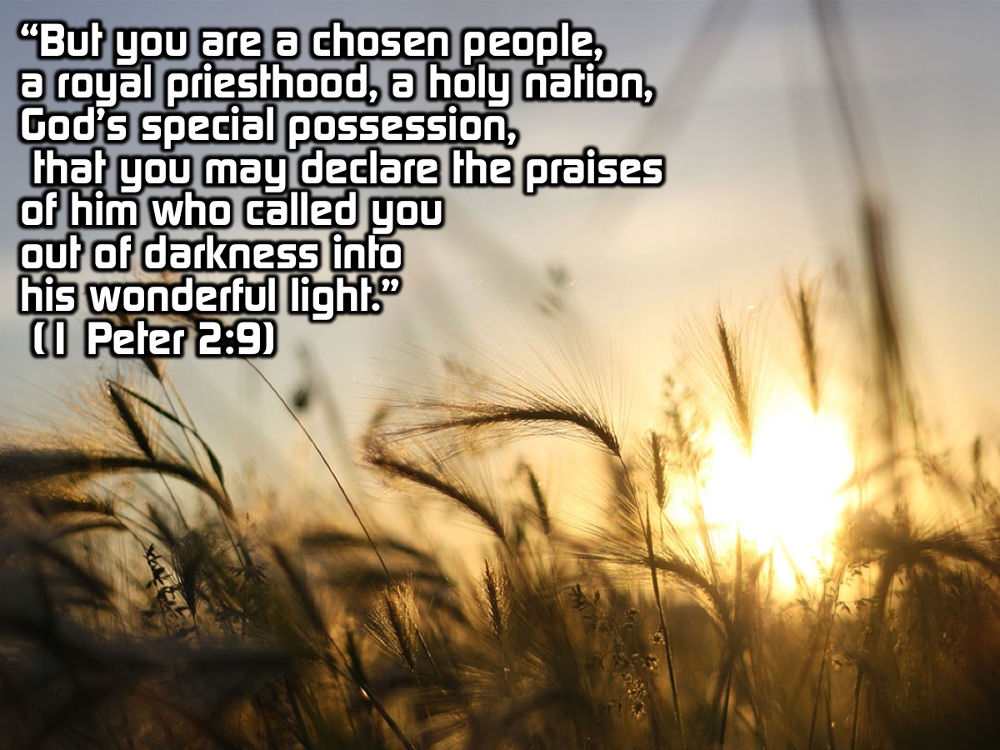 “But you are a chosen people,
a royal priesthood, a holy nation,
God’s special possession,
that you may declare the praises
of him who called you
out of darkness into
his wonderful light.”
(1 Peter 2:9)